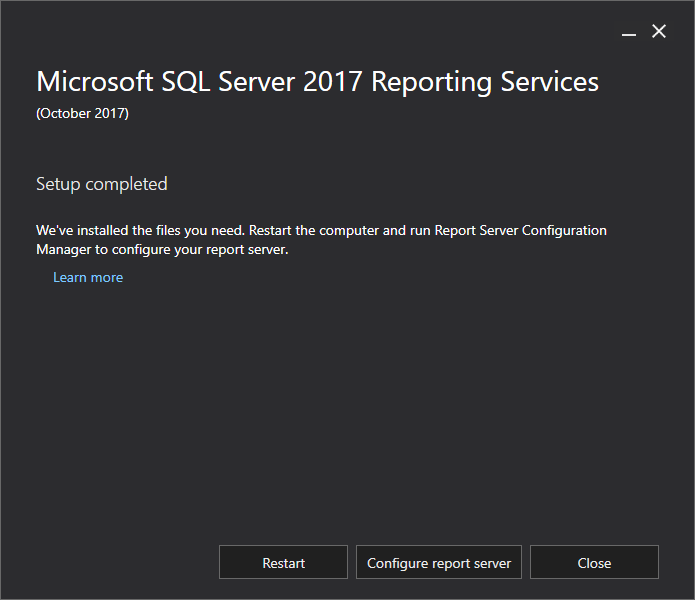 Microsoft SQL Server 2017 Reporting Services
(October 2017)
Setup completed
We've installed the files you need. Restart the computer and run Report Server Configuration
Manager to configure your report server.
Learn more
Restart
Configure report server
Close